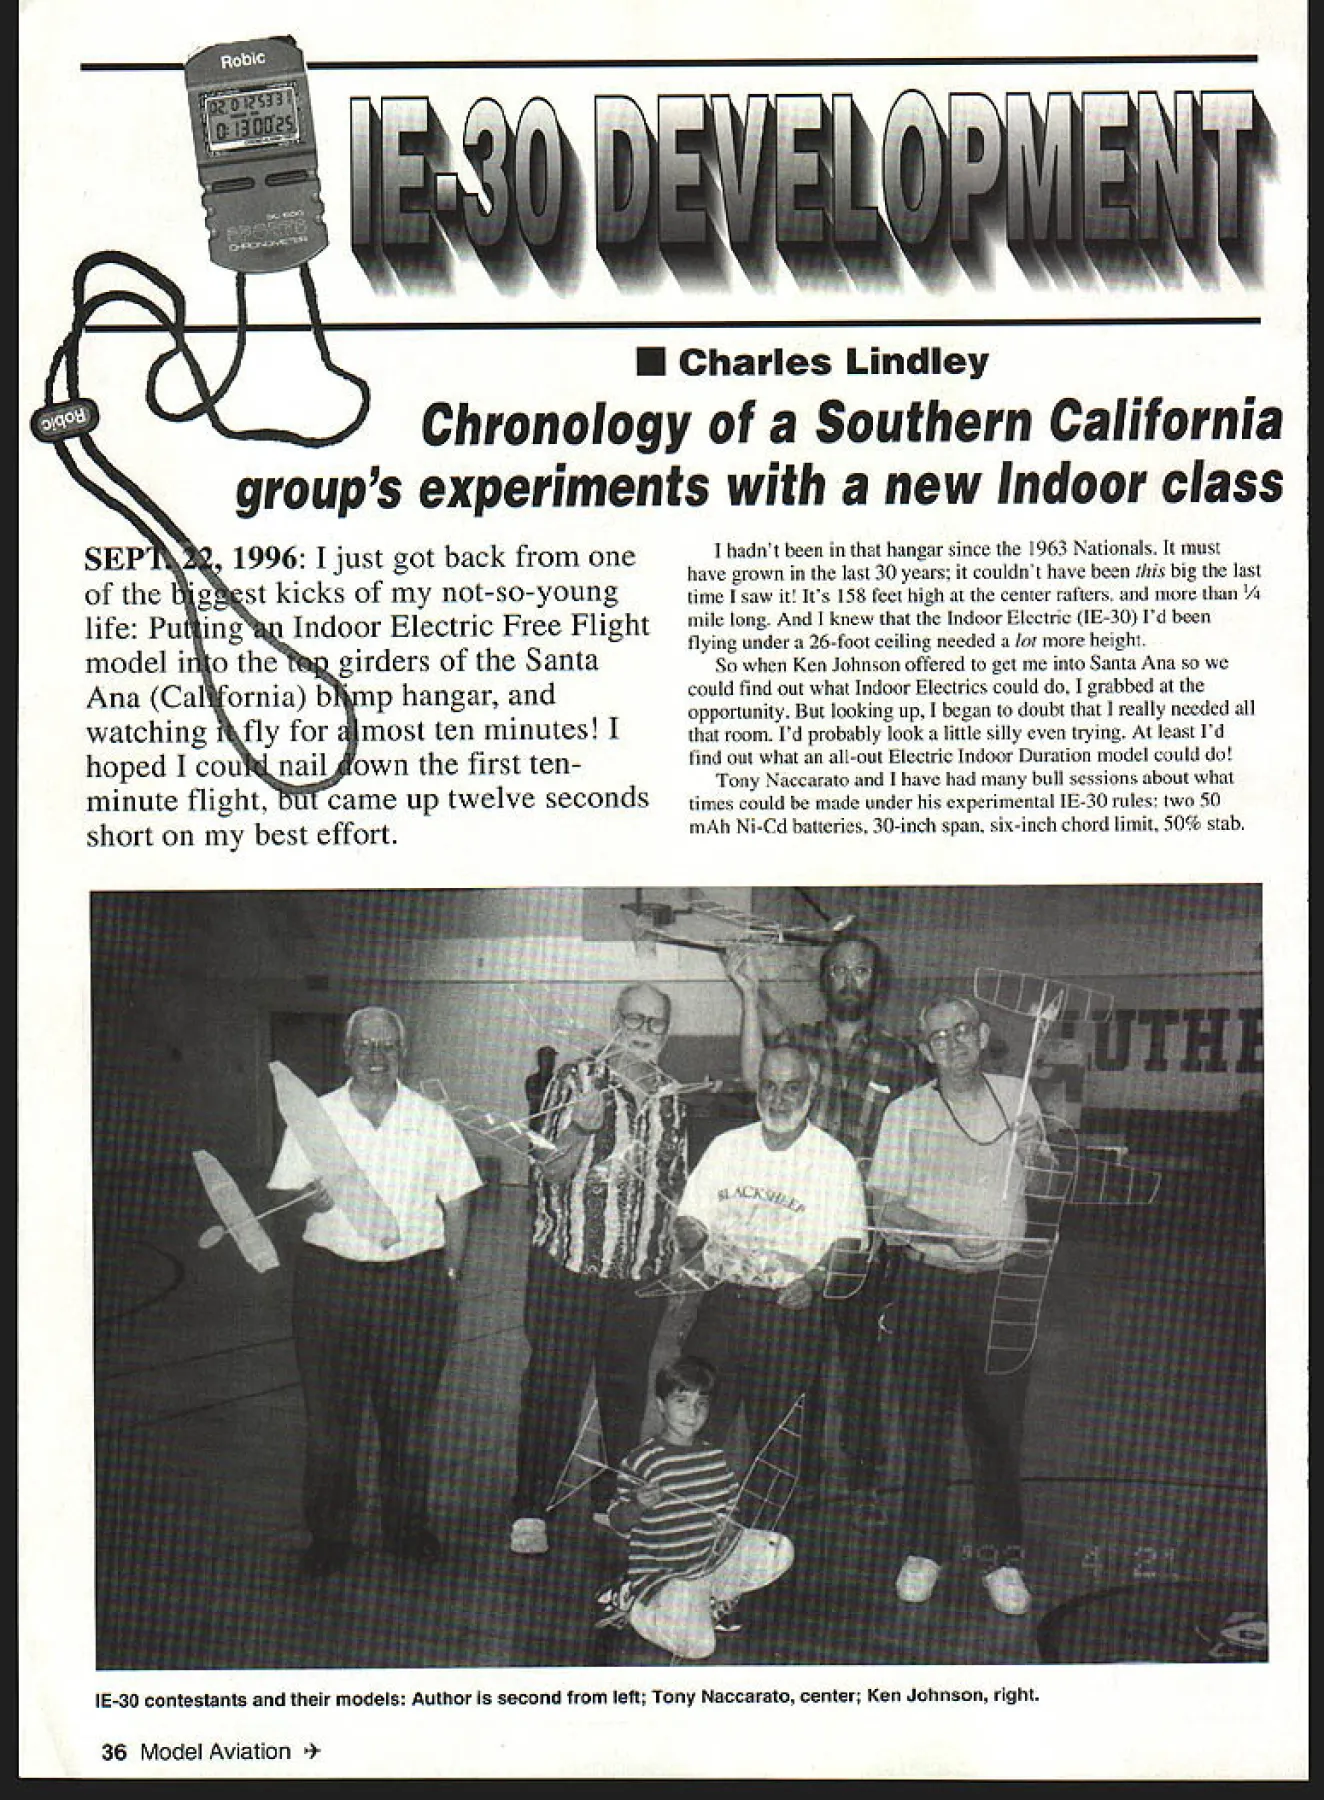 Robic
IE-30 DEVELOPMENT
CHRONOMETER
Robic
■ Charles Lindley
Chronology of a Southern California
group's experiments with a new Indoor class
SEPT. 22, 1996: I just got back from one
of the biggest kicks of my not-so-young
life: Putting an Indoor Electric Free Flight
model into the top girders of the Santa
Ana (California) blimp hangar, and
watching it fly for almost ten minutes! I
hoped I could nail down the first ten-
minute flight, but came up twelve seconds
short on my best effort.
I hadn't been in that hangar since the 1963 Nationals. It must
have grown in the last 30 years; it couldn't have been this big the last
time I saw it! It's 158 feet high at the center rafters, and more than ¼
mile long. And I knew that the Indoor Electric (IE-30) I'd been
flying under a 26-foot ceiling needed a lot more height.
So when Ken Johnson offered to get me into Santa Ana so we
could find out what Indoor Electrics could do, I grabbed at the
opportunity. But looking up, I began to doubt that I really needed all
that room. I'd probably look a little silly even trying. At least I'd
find out what an all-out Electric Indoor Duration model could do!
Tony Naccarato and I have had many bull sessions about what
times could be made under his experimental IE-30 rules: two 50
mAh Ni-Cd batteries, 30-inch span, six-inch chord limit, 50% stab.
UTHE
BLACKSHEEP
IE-30 contestants and their models: Author is second from left; Tony Naccarato, center; Ken Johnson, right.
36 Model Aviation ✈